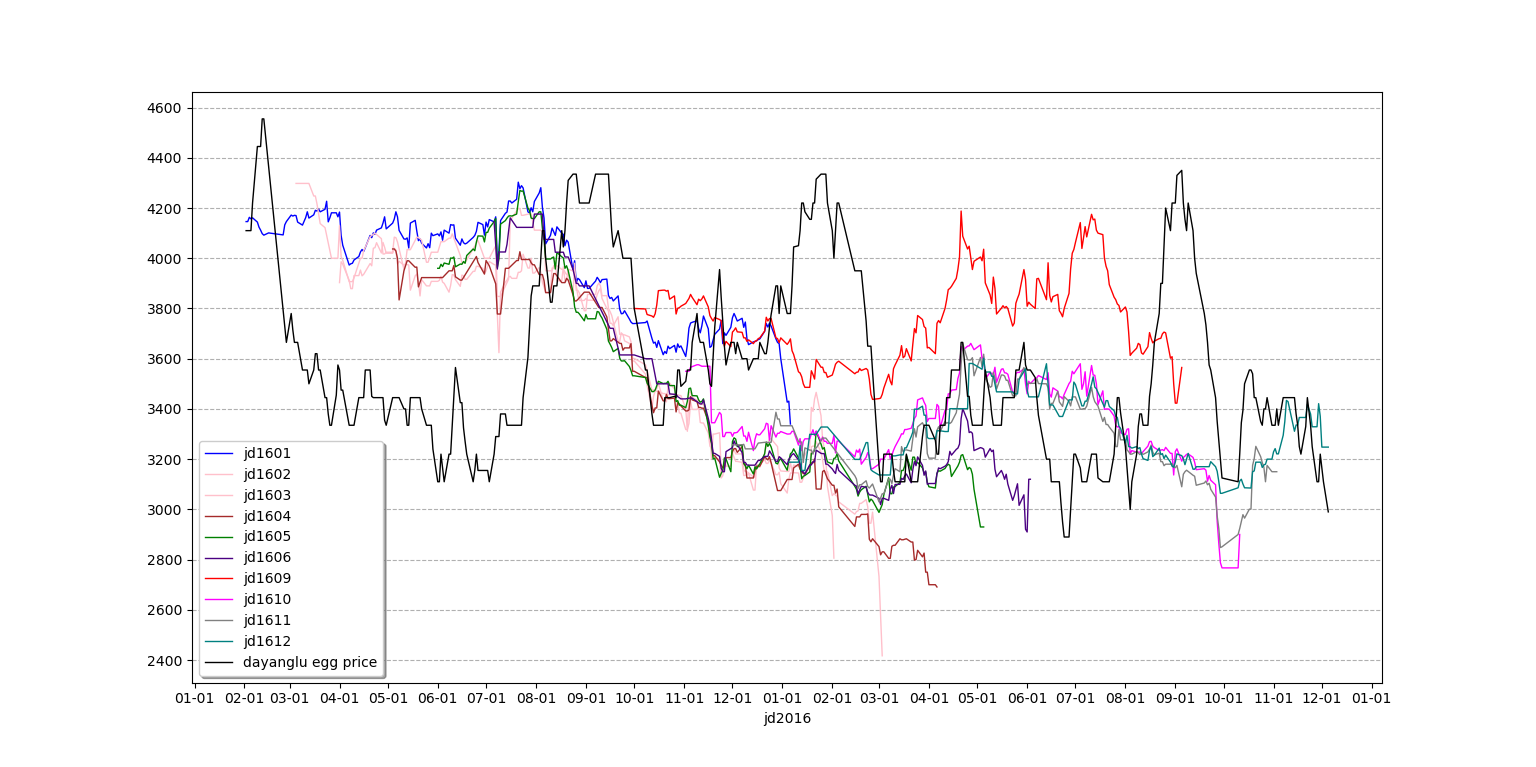 4600
4400
4200
4000
3800
3600
3400
3200
3000
2800
2600
2400
jd1601
jd1602
jd1603
jd1604
jd1605
jd1606
jd1609
jd1610
jd1611
jd1612
dayanglu egg price
01-01 02-01 03-01 04-01 05-01 06-01 07-01 08-01 09-01 10-01 11-01 12-01 01-01 02-01 03-01 04-01 05-01 06-01 07-01 08-01 09-01 10-01 11-01 12-01 01-01
jd2016